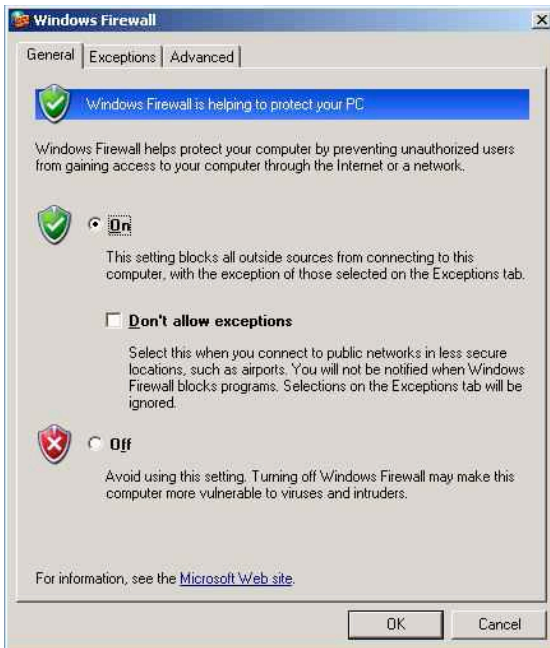 Windows Firewall
General Exceptions Advanced
Windows Firewall is helping to protect your PC
Windows Firewall helps protect your computer by preventing unauthorized users
from gaining access to your computer through the Internet or a network.
On
This setting blocks all outside sources from connecting to this
computer, with the exception of those selected on the Exceptions tab.
Don't allow exceptions
Select this when you connect to public networks in less secure
locations, such as airports. You will not be notified when Windows
Firewall blocks programs. Selections on the Exceptions tab will be
ignored.
Off
Avoid using this setting. Turning off Windows Firewall may make this
computer more vulnerable to viruses and intruders.
For information, see the Microsoft Web site.
OK Cancel